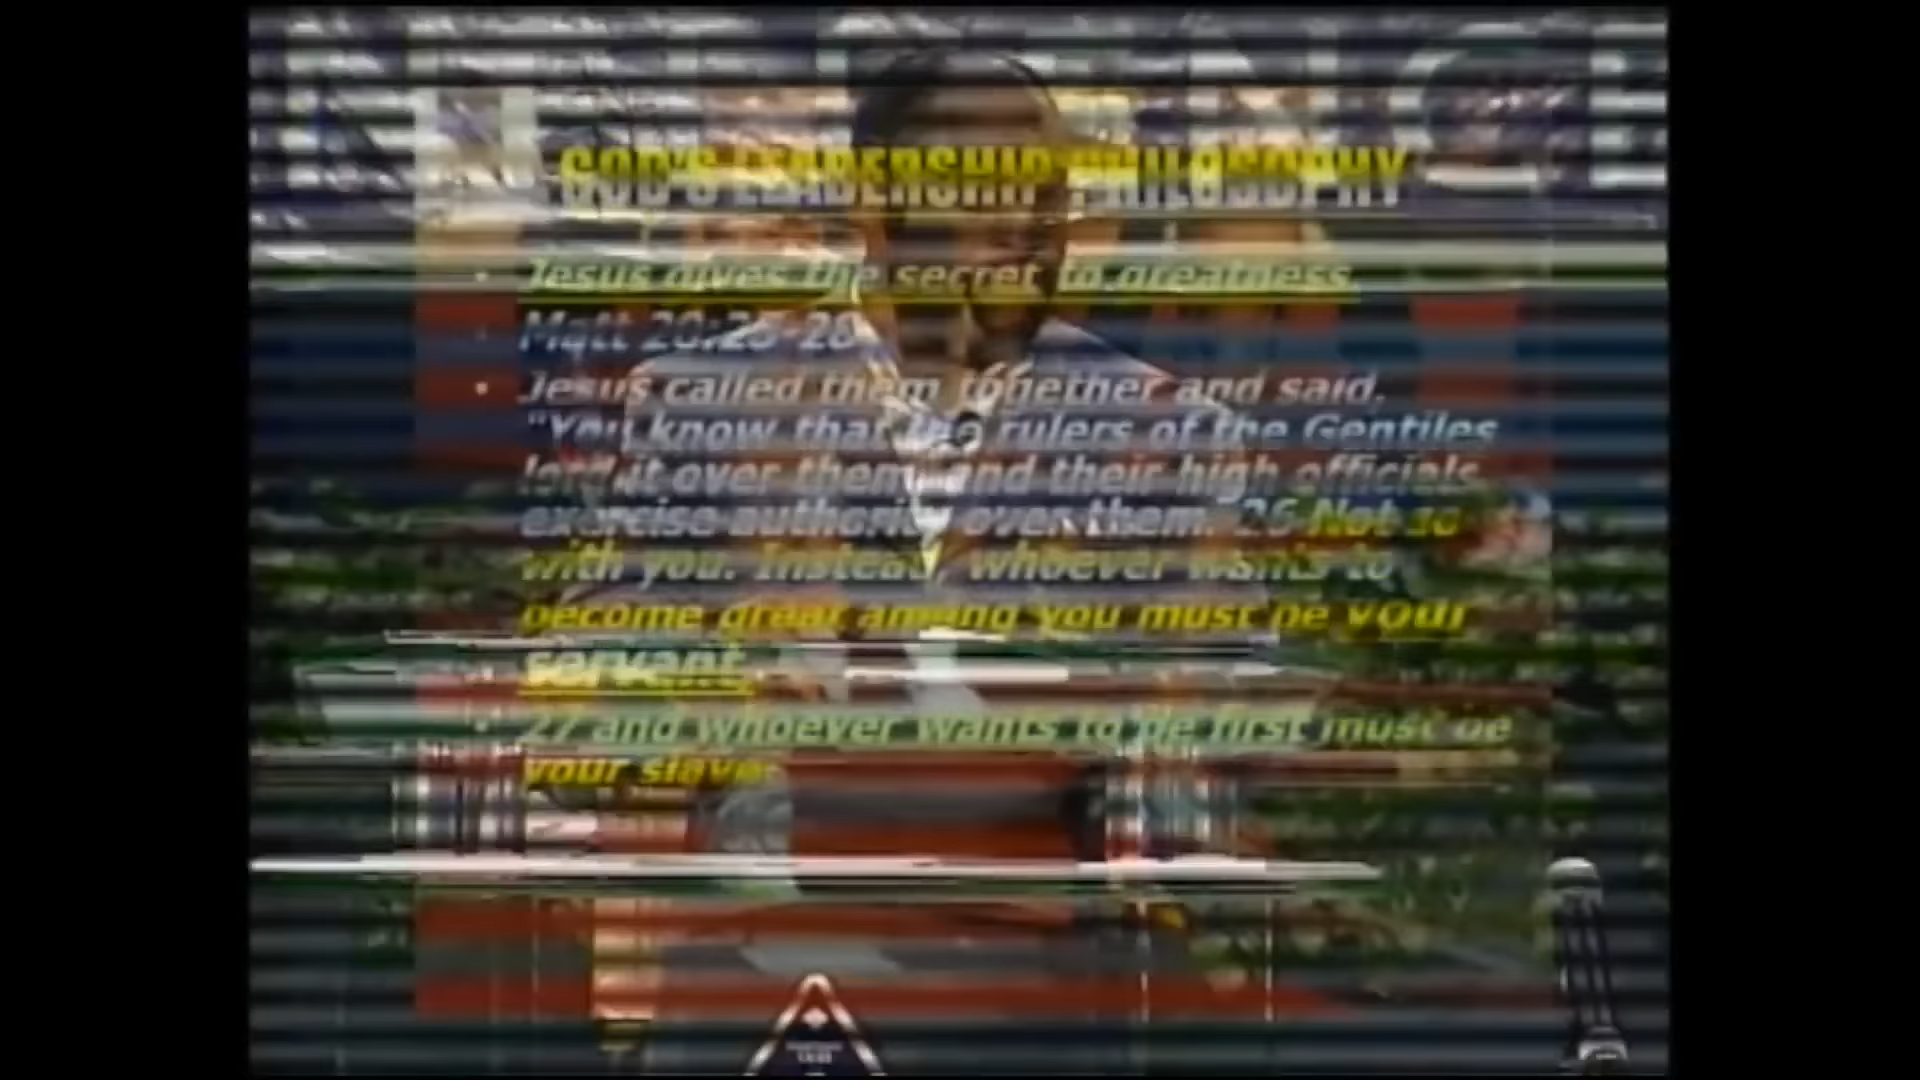 GOD'S LEADERSHIP PHILOSOPHY
• Jesus gives the secret to greatness.
• Matt 20:25-28
• Jesus called them together and said,
"You know that the rulers of the Gentiles
lord it over them, and their high officials
exercise authority over them. 26 Not so
with you. Instead, whoever wants to
become great among you must be your
servant,
• 27 and whoever wants to be first must be
your slave-